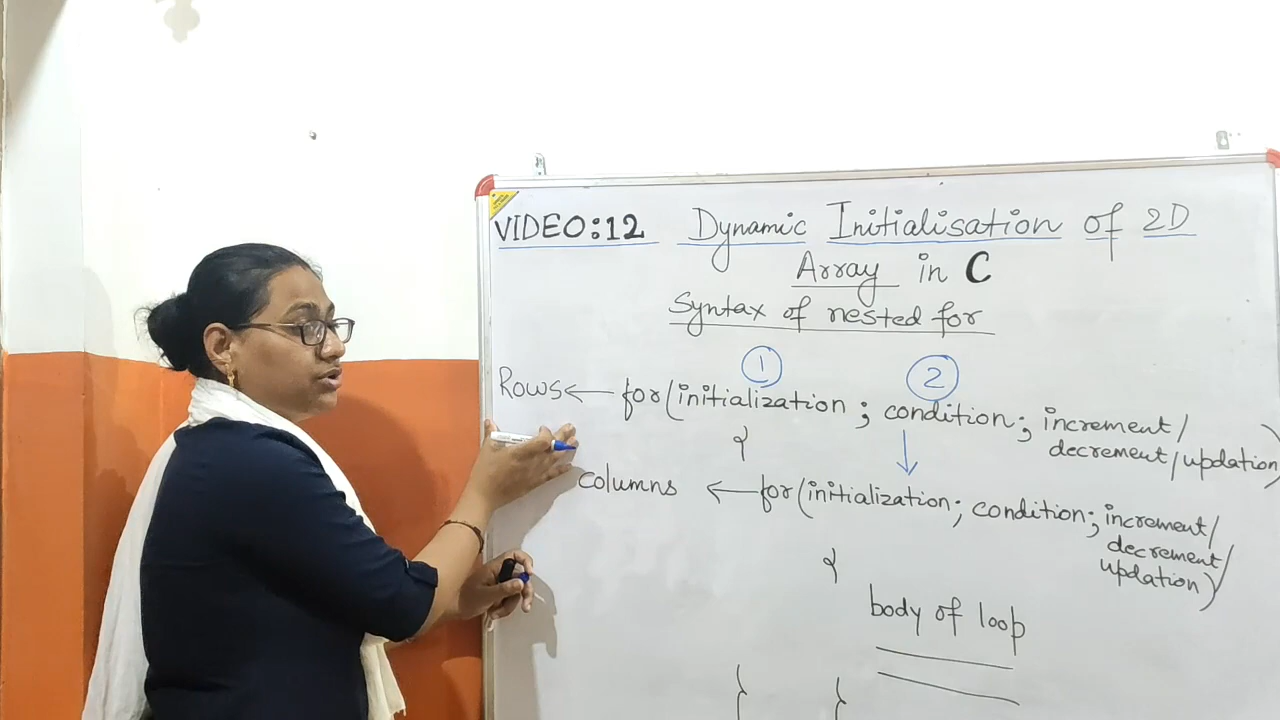 VIDEO:12 Dynamic Initialisation of 2D
Array in C
Syntax of nested for
1 2
Rows ← for(initialization ; condition; increment/
decrement/updation)
{
columns ← for(initialization; condition; increment/
decrement/
updation)
{
body of loop
} }